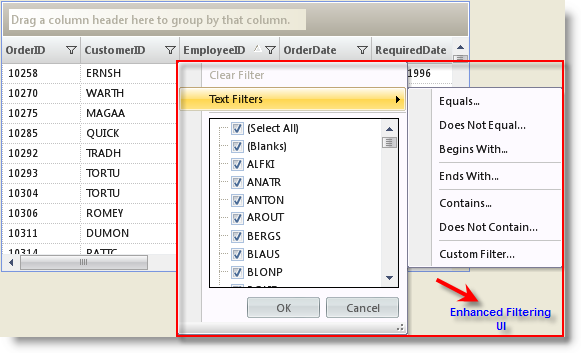 Drag a column header here to group by that column.
OrderID CustomerID EmployeeID OrderDate RequiredDate
10258 ERNSH 1996
10270 WARTH
10275 MAGAA
10285 QUICK
10292 TRADH
10293 TORTU
10304 TORTU
10306 ROMEY
10311 DUMON
10314
Clear Filter
Text Filters
(Select All)
(Blanks)
ALFKI
ANATR
ANTON
AROUT
BERGS
BLAUS
BLONP
OK Cancel
Equals...
Does Not Equal...
Begins With...
Ends With...
Contains...
Does Not Contain...
Custom Filter...
Enhanced Filtering
UI